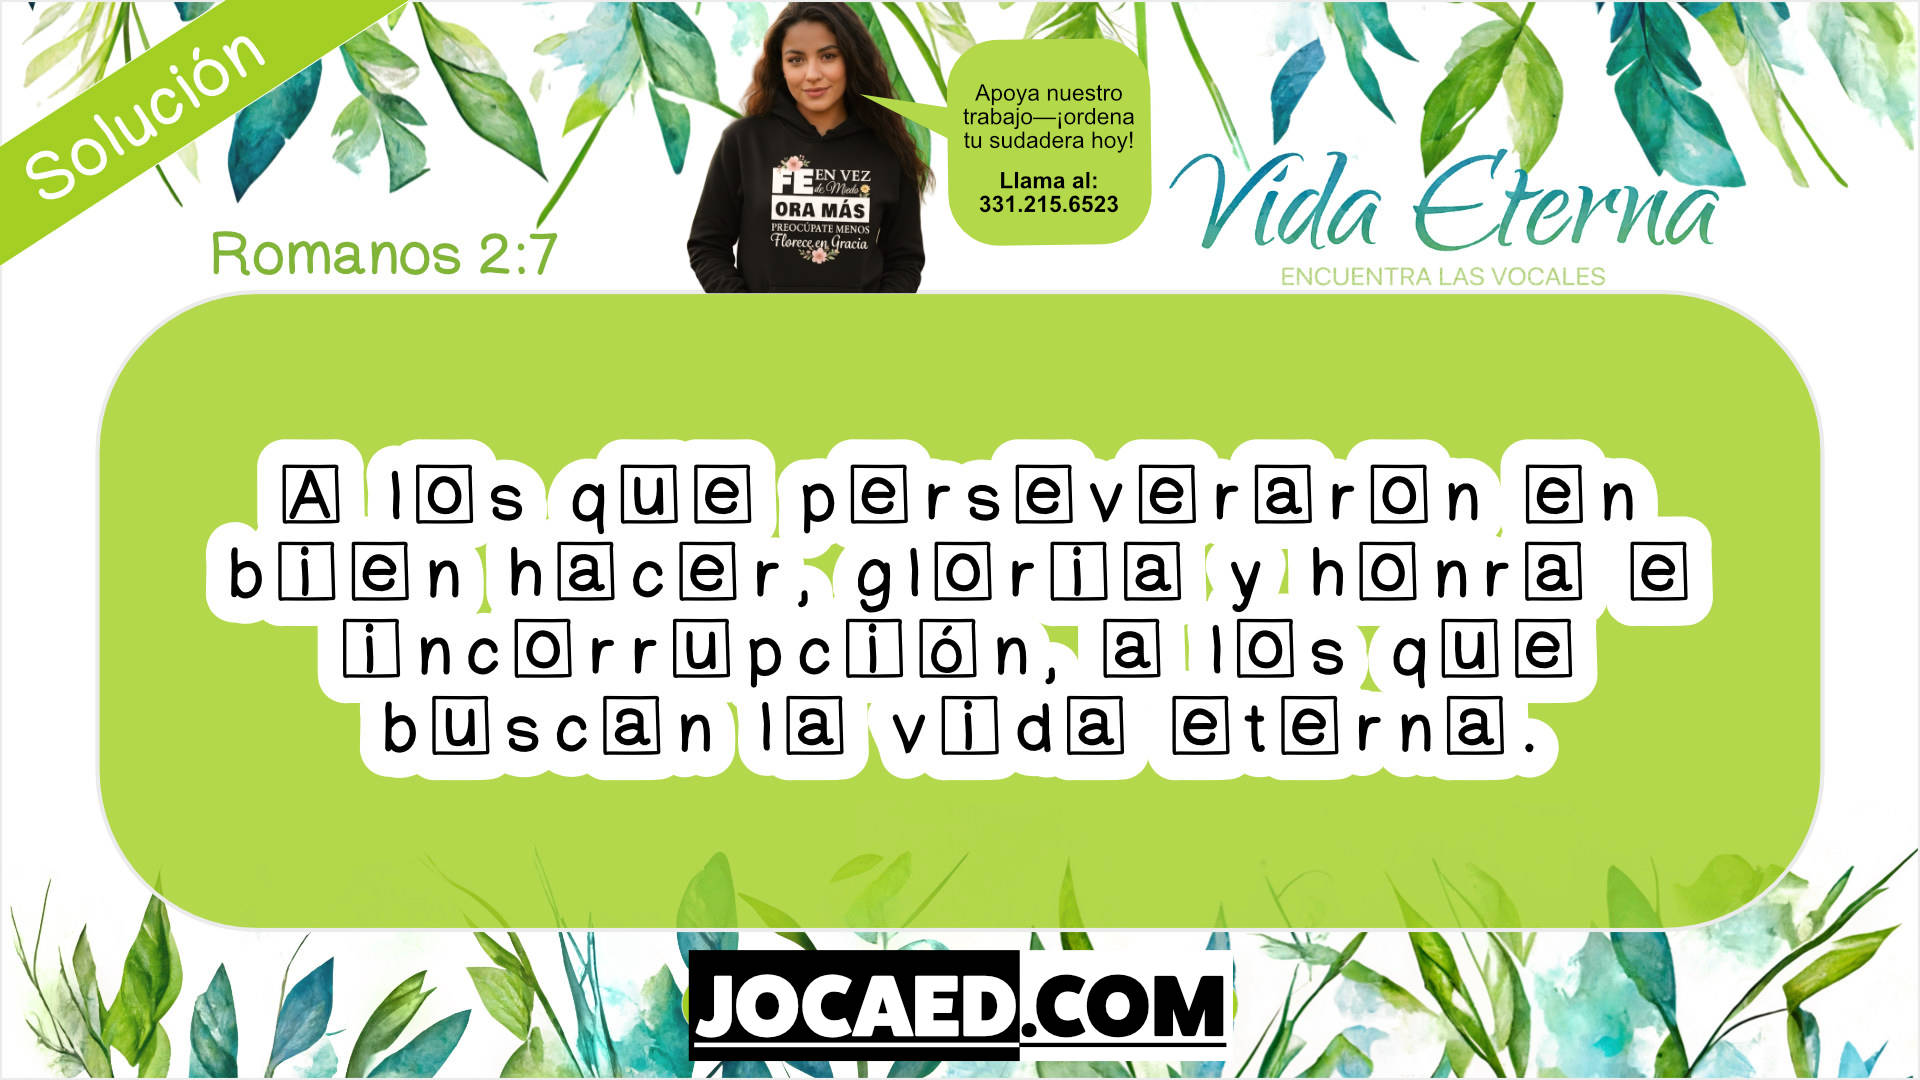 Solución
Romanos 2:7
FE EN VEZ
de Miedo
ORA MÁS
PREOCÚPATE MENOS
Florece en Gracia
Apoya nuestro
trabajo—¡ordena
tu sudadera hoy!
Llama al:
331.215.6523
Vida Eterna
ENCUENTRA LAS VOCALES
A los que perseveraron en
bien hacer, gloria y honra e
incorrupción, a los que
buscan la vida eterna.
JOCAED.COM